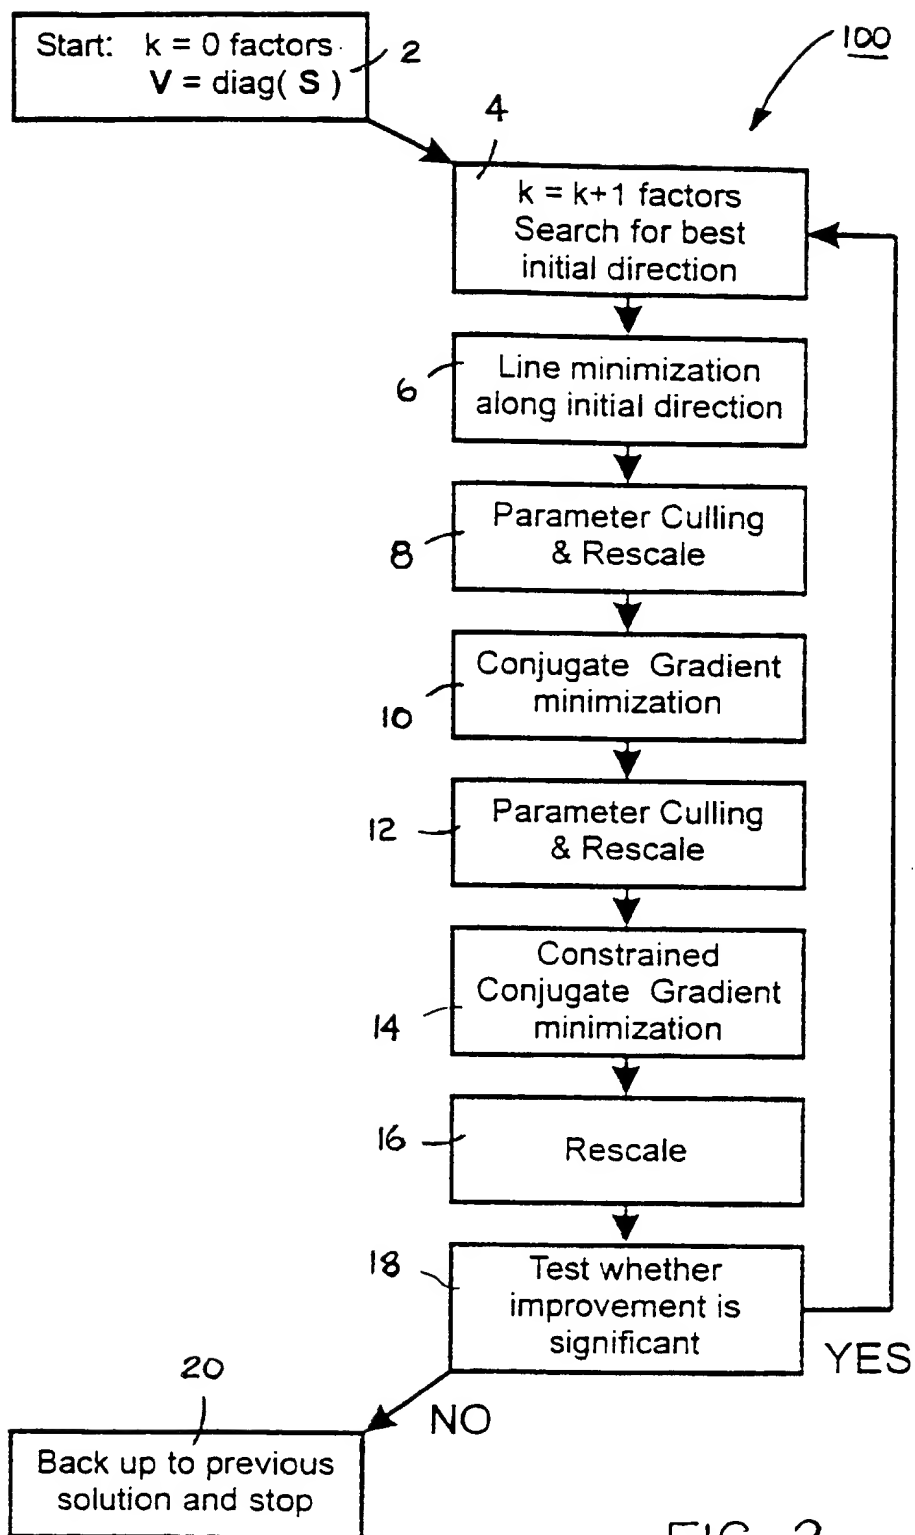 Start: k = 0 factors
V = diag( S )
2
100
4
k = k+1 factors
Search for best
initial direction
6
Line minimization
along initial direction
8
Parameter Culling
& Rescale
10
Conjugate Gradient
minimization
12
Parameter Culling
& Rescale
14
Constrained
Conjugate Gradient
minimization
16
Rescale
18
Test whether
improvement is
significant
YES
20
NO
Back up to previous
solution and stop